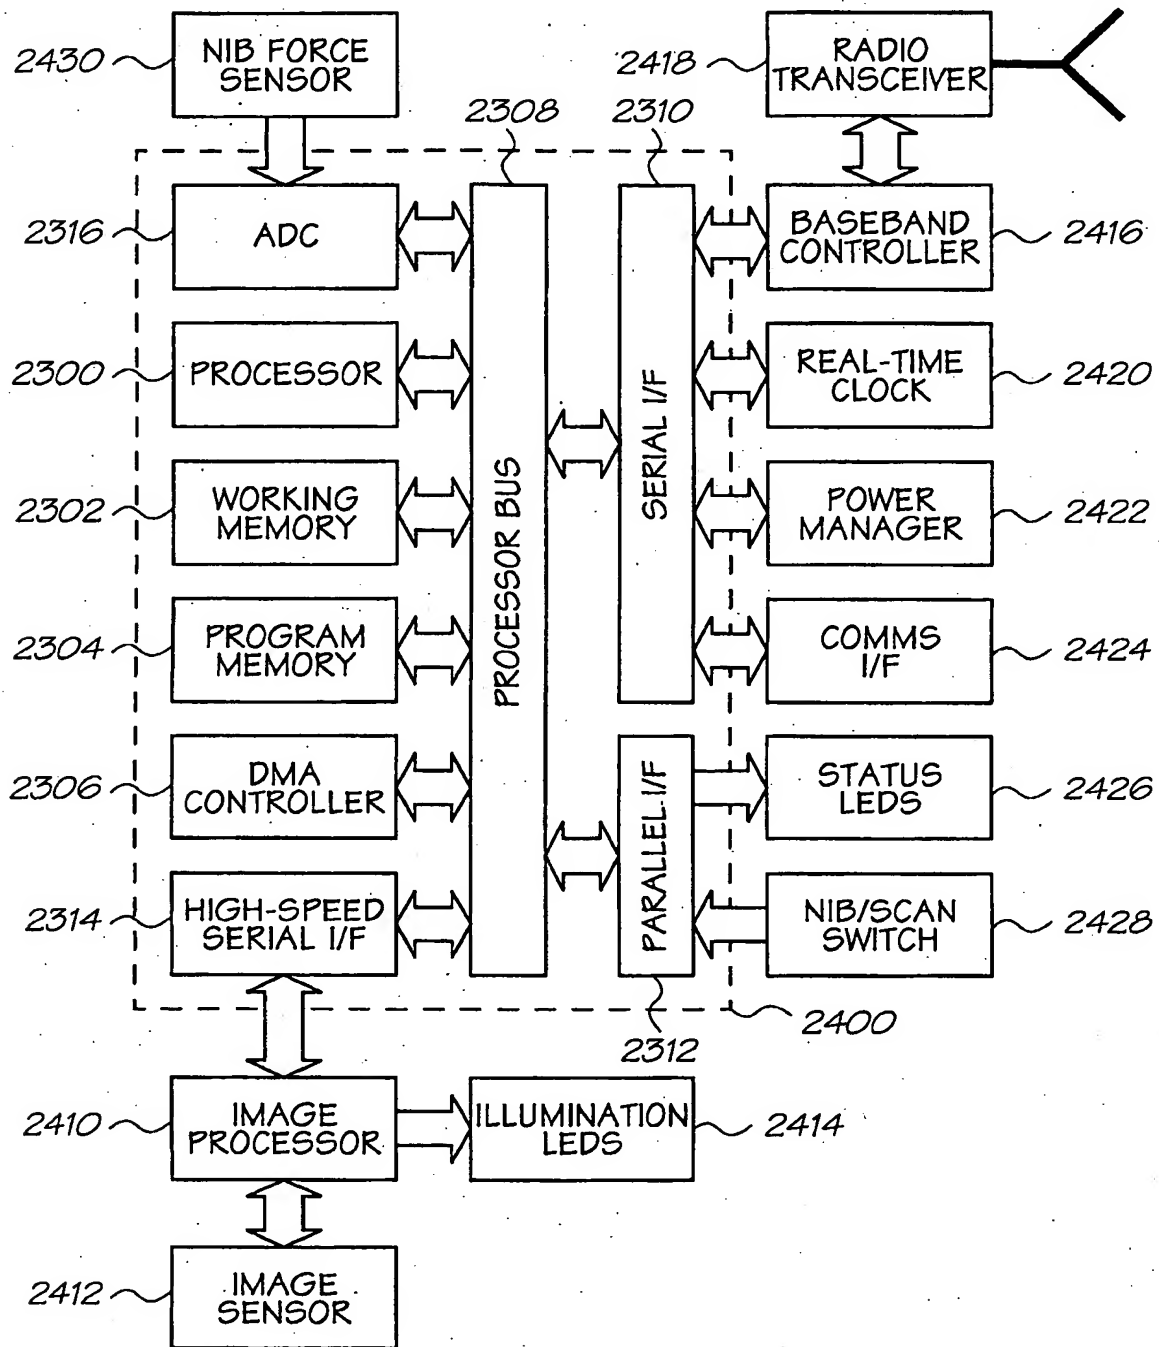 2430
NIB FORCE
SENSOR
2418
RADIO
TRANSCEIVER
2308
2310
2316
ADC
BASEBAND
CONTROLLER
2416
2300
PROCESSOR
REAL-TIME
CLOCK
2420
2302
WORKING
MEMORY
PROCESSOR BUS
SERIAL I/F
POWER
MANAGER
2422
2304
PROGRAM
MEMORY
COMMS
I/F
2424
2306
DMA
CONTROLLER
PARALLEL I/F
STATUS
LEDS
2426
2314
HIGH-SPEED
SERIAL I/F
NIB/SCAN
SWITCH
2428
2400
2312
2410
IMAGE
PROCESSOR
ILLUMINATION
LEDS
2414
2412
IMAGE
SENSOR